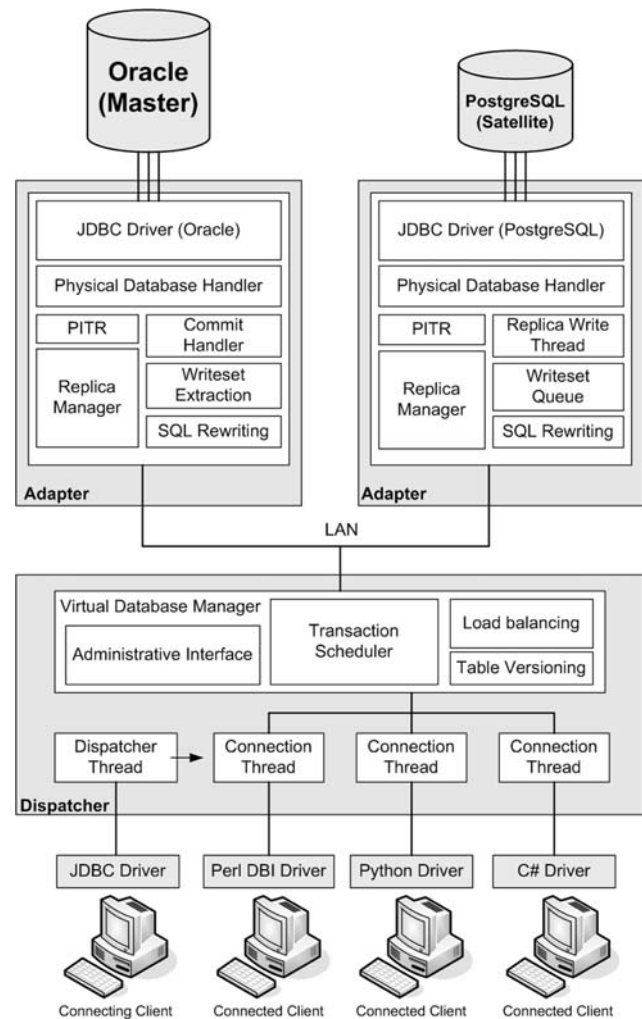 Oracle
(Master)
PostgreSQL
(Satellite)
JDBC Driver (Oracle)
Physical Database Handler
PITR
Commit
Handler
Replica
Manager
Writeset
Extraction
SQL Rewriting
Adapter
JDBC Driver (PostgreSQL)
Physical Database Handler
PITR
Replica Write
Thread
Replica
Manager
Writeset
Queue
SQL Rewriting
Adapter
LAN
Virtual Database Manager
Administrative Interface
Transaction
Scheduler
Load balancing
Table Versioning
Dispatcher
Thread
Connection
Thread
Connection
Thread
Connection
Thread
Dispatcher
JDBC Driver
Perl DBI Driver
Python Driver
C# Driver
Connecting Client
Connected Client
Connected Client
Connected Client